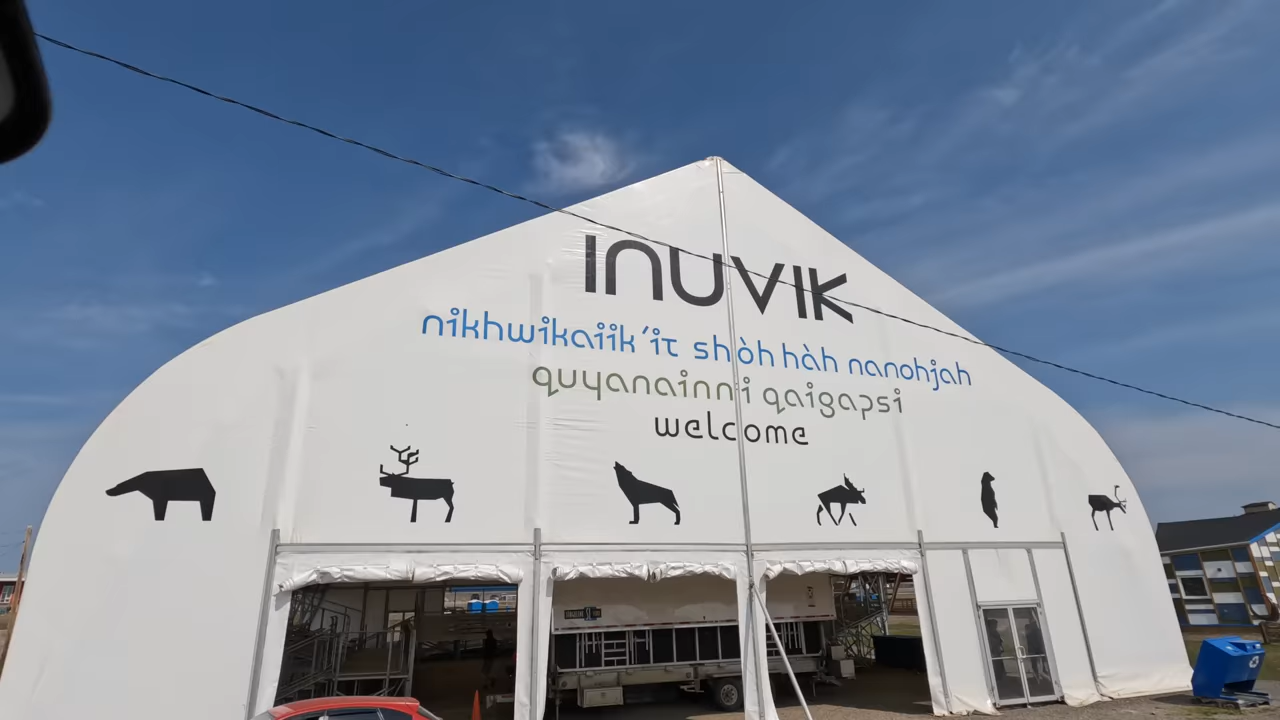 INUVIK
nikhwikaiik'it shòh hàh nanohjah
quyanainni qaigapsi
welcome